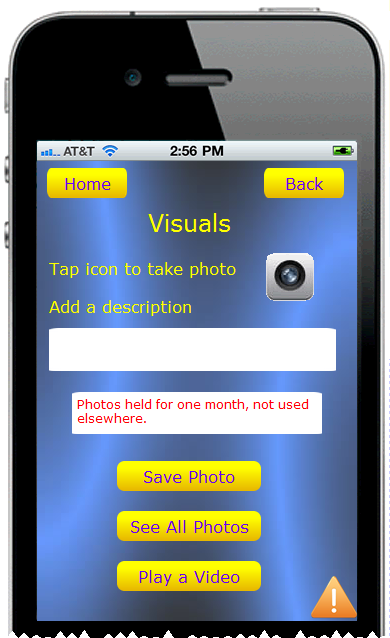 AT&T 2:56 PM
Home Back
Visuals
Tap icon to take photo
Add a description
Photos held for one month, not used
elsewhere.
Save Photo
See All Photos
Play a Video